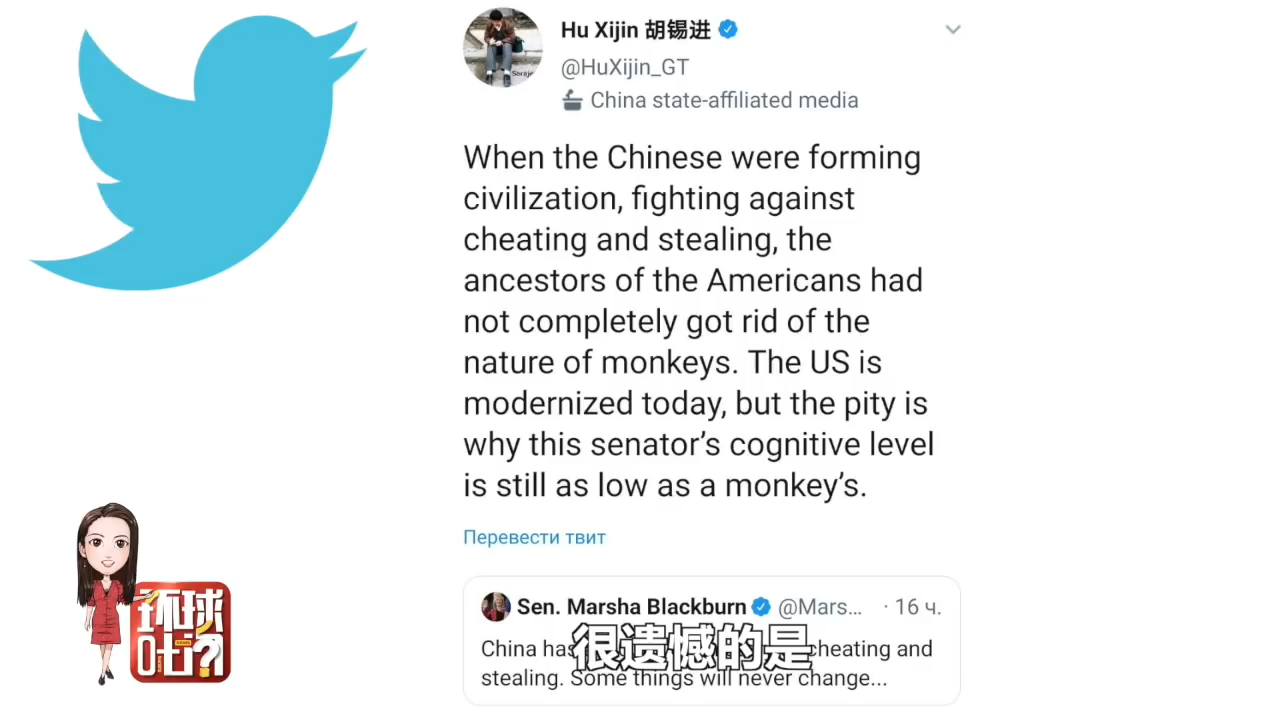 Hu Xijin 胡锡进
@HuXijin_GT
China state-affiliated media
When the Chinese were forming
civilization, fighting against
cheating and stealing, the
ancestors of the Americans had
not completely got rid of the
nature of monkeys. The US is
modernized today, but the pity is
why this senator’s cognitive level
is still as low as a monkey’s.
Перевести твит
Sen. Marsha Blackburn @Mars... · 16 ч.
China has cheating and
很遗憾的是
stealing. Some things will never change...
环球